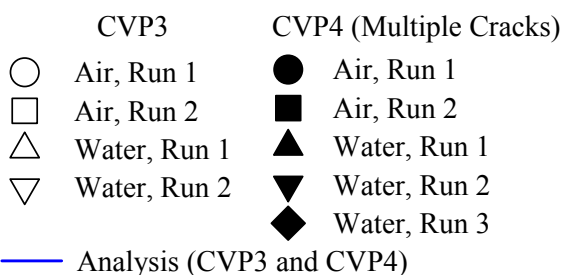 CVP3 CVP4 (Multiple Cracks)
Air, Run 1 Air, Run 1
Air, Run 2 Air, Run 2
Water, Run 1 Water, Run 1
Water, Run 2 Water, Run 2
Water, Run 3
Analysis (CVP3 and CVP4)